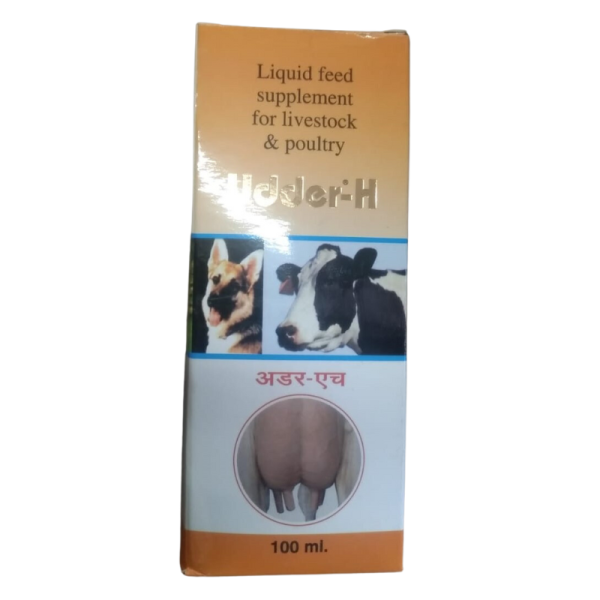 Liquid feed
supplement
for livestock
& poultry
Udder-H
अडर-एच
100 ml.